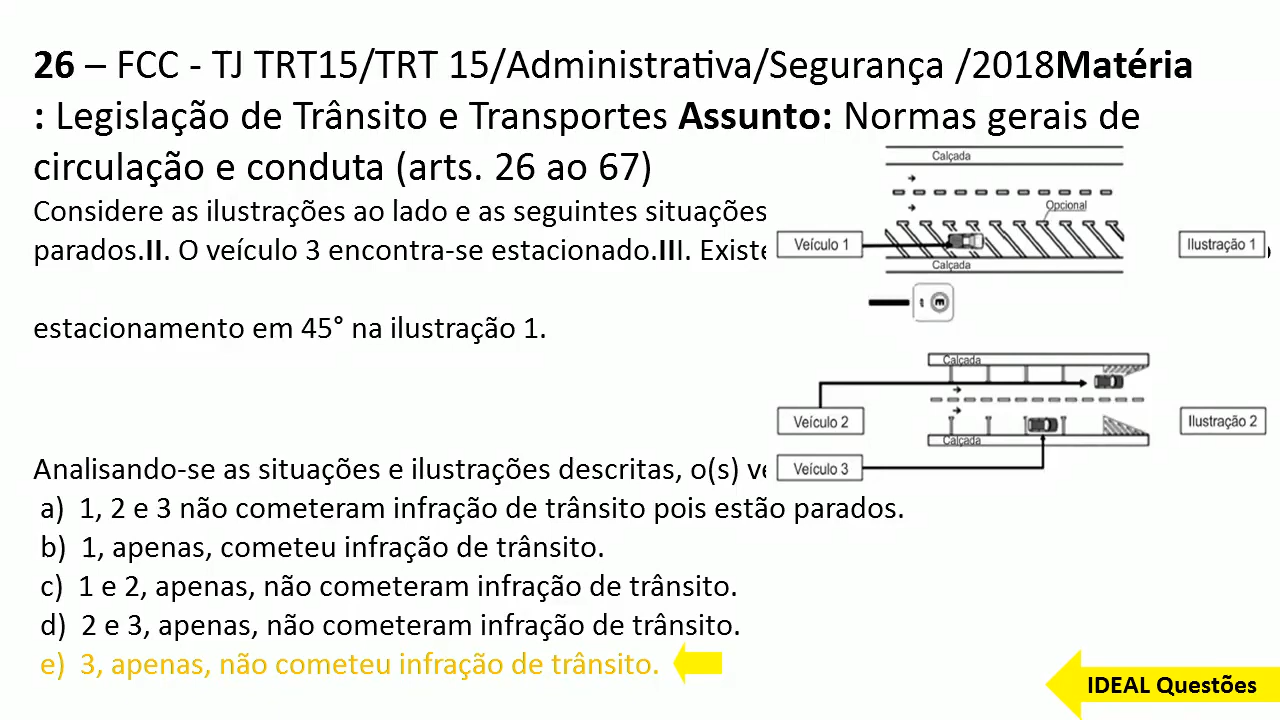 26 – FCC - TJ TRT15/TRT 15/Administrativa/Segurança /2018Matéria
: Legislação de Trânsito e Transportes Assunto: Normas gerais de
circulação e conduta (arts. 26 ao 67)
Considere as ilustrações ao lado e as seguintes situações
parados.II. O veículo 3 encontra-se estacionado.III. Existe
estacionamento em 45° na ilustração 1.
Calçada
Opcional
Veículo 1
Ilustração 1
Calçada
t m
Calçada
Veículo 2
Ilustração 2
Calçada
Veículo 3
Analisando-se as situações e ilustrações descritas, o(s)
a) 1, 2 e 3 não cometeram infração de trânsito pois estão parados.
b) 1, apenas, cometeu infração de trânsito.
c) 1 e 2, apenas, não cometeram infração de trânsito.
d) 2 e 3, apenas, não cometeram infração de trânsito.
e) 3, apenas, não cometeu infração de trânsito.
IDEAL Questões